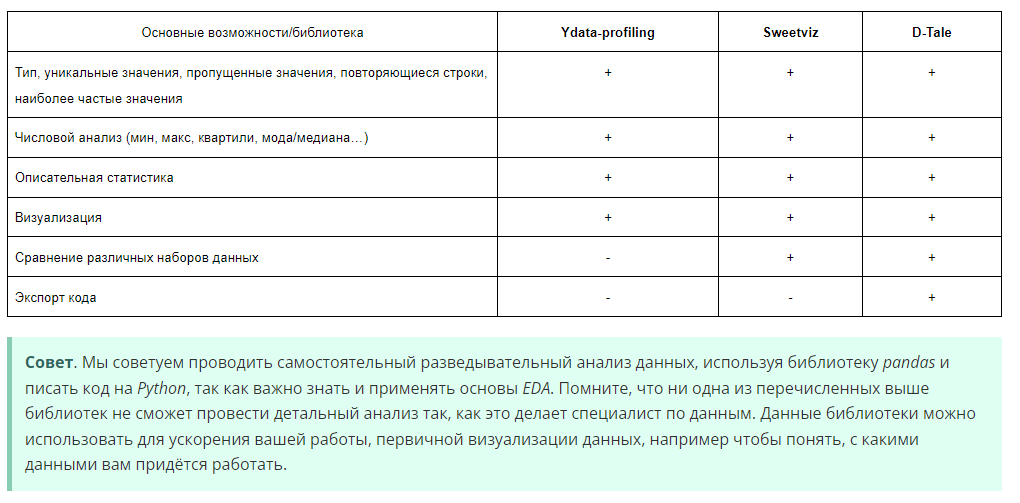 Основные возможности/библиотека Ydata-profiling Sweetviz D-Tale
Тип, уникальные значения, пропущенные значения, повторяющиеся строки, + + +
наиболее частые значения
Числовой анализ (мин, макс, квартили, мода/медиана…) + + +
Описательная статистика + + +
Визуализация + + +
Сравнение различных наборов данных - + +
Экспорт кода - - +
Совет. Мы советуем проводить самостоятельный разведывательный анализ данных, используя библиотеку pandas и
писать код на Python, так как важно знать и применять основы EDA. Помните, что ни одна из перечисленных выше
библиотек не сможет провести детальный анализ так, как это делает специалист по данным. Данные библиотеки можно
использовать для ускорения вашей работы, первичной визуализации данных, например чтобы понять, с какими
данными вам придётся работать.